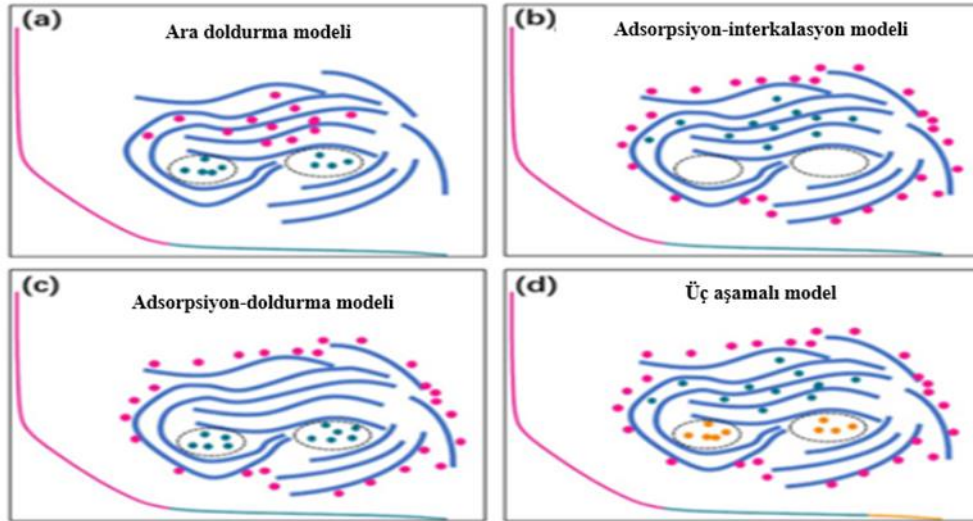 (a)
Ara doldurma modeli
(b)
Adsorpsiyon-interkalasyon modeli
(c)
Adsorpsiyon-doldurma modeli
(d)
Üç aşamalı model